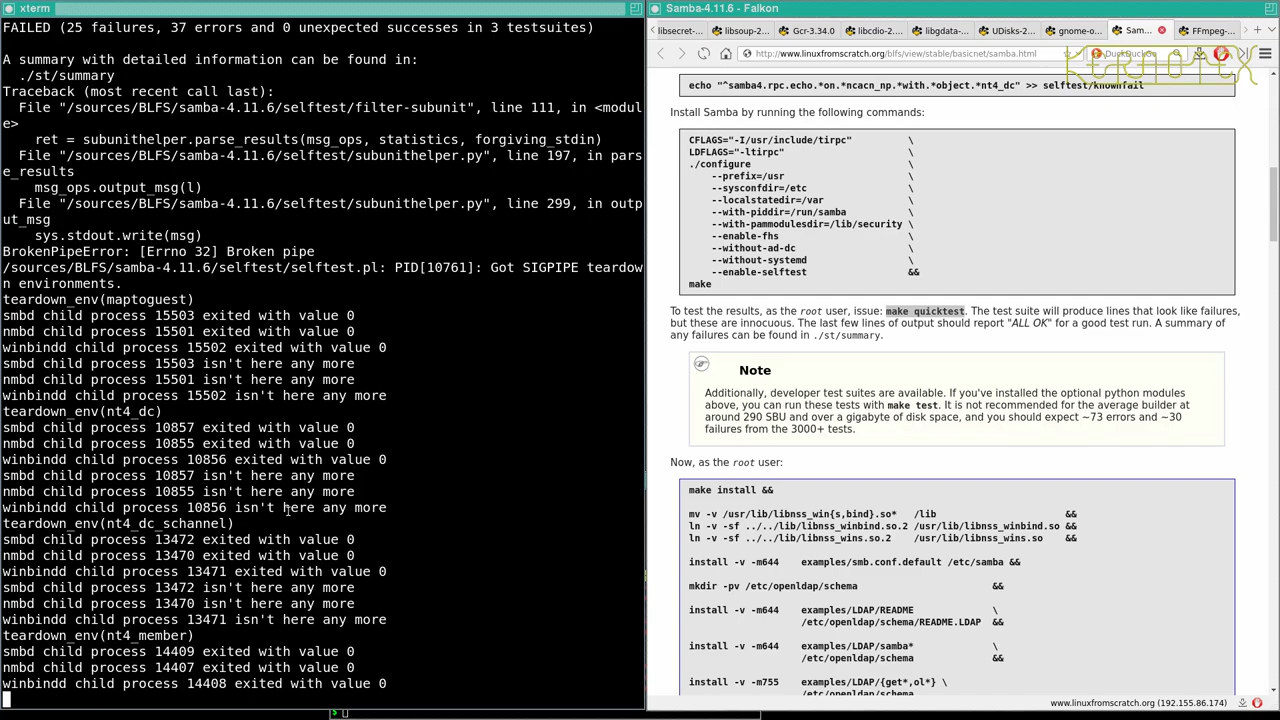 xterm
FAILED (25 failures, 37 errors and 0 unexpected successes in 3 testsuites)
A summary with detailed information can be found in:
./st/summary
Traceback (most recent call last):
File "/sources/BLFS/samba-4.11.6/selftest/filter-subunit", line 111, in <modul
e>
ret = subunithelper.parse_results(msg_ops, statistics, forgiving_stdin)
File "/sources/BLFS/samba-4.11.6/selftest/subunithelper.py", line 197, in pars
e_results
msg_ops.output_msg(l)
File "/sources/BLFS/samba-4.11.6/selftest/subunithelper.py", line 299, in outp
ut_msg
sys.stdout.write(msg)
BrokenPipeError: [Errno 32] Broken pipe
/sources/BLFS/samba-4.11.6/selftest/selftest.pl: PID[10761]: Got SIGPIPE teardow
n environments.
teardown_env(maptoguest)
smbd child process 15503 exited with value 0
nmbd child process 15501 exited with value 0
winbindd child process 15502 exited with value 0
smbd child process 15503 isn't here any more
nmbd child process 15501 isn't here any more
winbindd child process 15502 isn't here any more
teardown_env(nt4_dc)
smbd child process 10857 exited with value 0
nmbd child process 10855 exited with value 0
winbindd child process 10856 exited with value 0
smbd child process 10857 isn't here any more
nmbd child process 10855 isn't here any more
winbindd child process 10856 isn't here any more
teardown_env(nt4_dc_schannel)
smbd child process 13472 exited with value 0
nmbd child process 13470 exited with value 0
winbindd child process 13471 exited with value 0
smbd child process 13472 isn't here any more
nmbd child process 13470 isn't here any more
winbindd child process 13471 isn't here any more
teardown_env(nt4_member)
smbd child process 14409 exited with value 0
nmbd child process 14407 exited with value 0
winbindd child process 14408 exited with value 0
$
Samba-4.11.6 - Falkon
libsecret-... libsoup-2... Gcr-3.34.0 libcdio-2... libgdata-... UDisks-2... gnome-o... Sam... FFmpeg-...
http://www.linuxfromscratch.org/blfs/view/stable/basicnet/samba.html DuckDuckGo
KERNOTEX
echo "^samba4.rpc.echo.*on.*ncacn_np.*with.*object.*nt4_dc" >> selftest/knownfail
Install Samba by running the following commands:
CFLAGS="-I/usr/include/tirpc" \
LDFLAGS="-ltirpc" \
./configure \
--prefix=/usr \
--sysconfdir=/etc \
--localstatedir=/var \
--with-piddir=/run/samba \
--with-pammodulesdir=/lib/security \
--enable-fhs \
--without-ad-dc \
--without-systemd \
--enable-selftest &&
make
To test the results, as the root user, issue: make quicktest. The test suite will produce lines that look like failures,
but these are innocuous. The last few lines of output should report "ALL OK" for a good test run. A summary of
any failures can be found in ./st/summary.
Note
Additionally, developer test suites are available. If you've installed the optional python modules
above, you can run these tests with make test. It is not recommended for the average builder at
around 290 SBU and over a gigabyte of disk space, and you should expect ~73 errors and ~30
failures from the 3000+ tests.
Now, as the root user:
make install &&
mv -v /usr/lib/libnss_win{s,bind}.so* /lib &&
ln -v -sf ../../lib/libnss_winbind.so.2 /usr/lib/libnss_winbind.so &&
ln -v -sf ../../lib/libnss_wins.so.2 /usr/lib/libnss_wins.so &&
install -v -m644 examples/smb.conf.default /etc/samba &&
mkdir -pv /etc/openldap/schema &&
install -v -m644 examples/LDAP/README \
/etc/openldap/schema/README.LDAP &&
install -v -m644 examples/LDAP/samba* \
/etc/openldap/schema &&
install -v -m755 examples/LDAP/{get*,ol*} \
/etc/openldap/schema
www.linuxfromscratch.org (192.155.86.174)